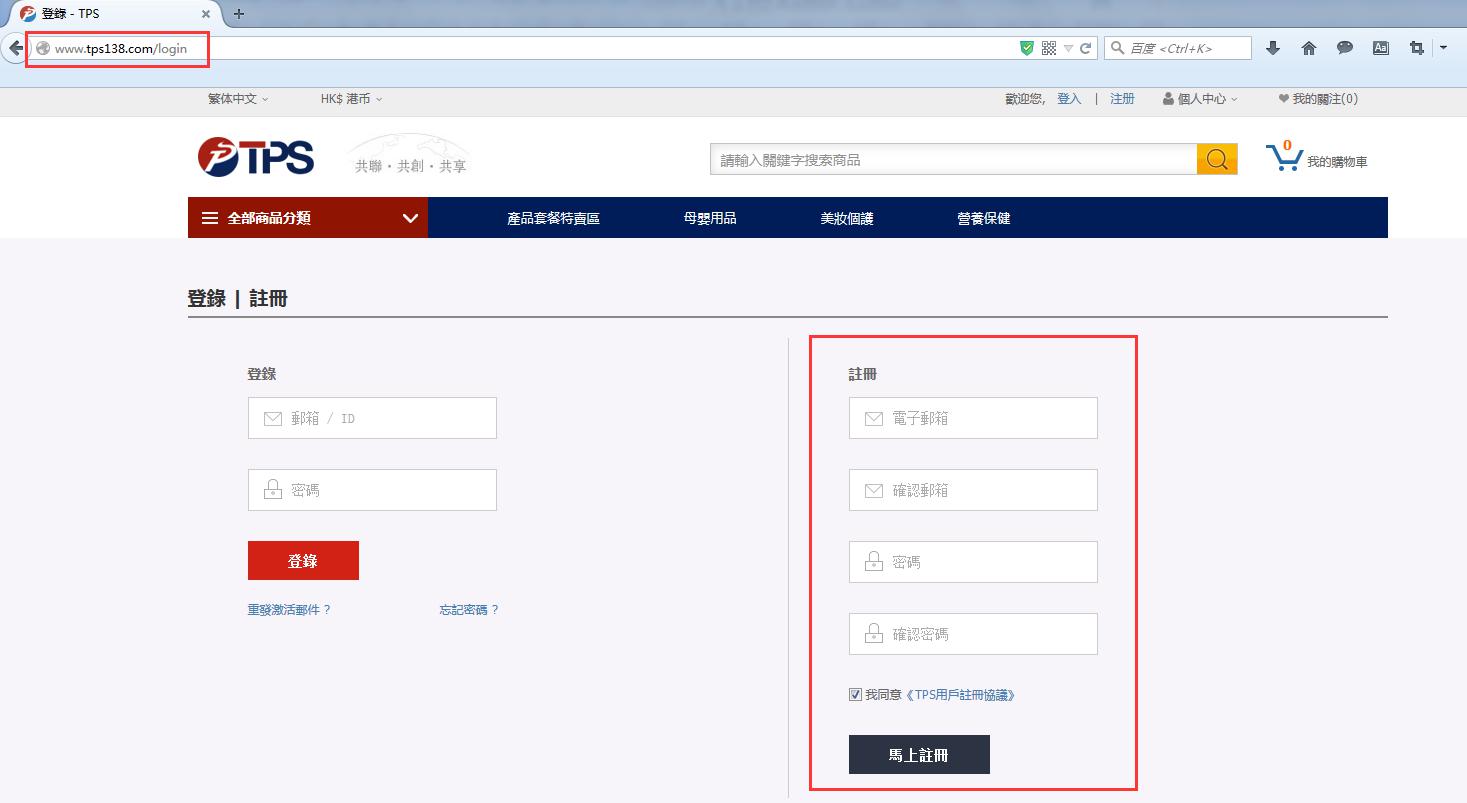 登錄 - TPS
www.tps138.com/login
百度 <Ctrl+K>
繁体中文 HK$ 港币 歡迎您, 登入 | 注册 個人中心 我的關注(0)
TPS 共聯·共創·共享 請輸入關鍵字搜索商品 0 我的購物車
全部商品分類 產品套餐特賣區 母嬰用品 美妝個護 營養保健
登錄 | 註冊
登錄
郵箱 / ID
密碼
登錄
重發激活郵件? 忘記密碼?
註冊
電子郵箱
確認郵箱
密碼
確認密碼
我同意《TPS用戶註冊協議》
馬上註冊